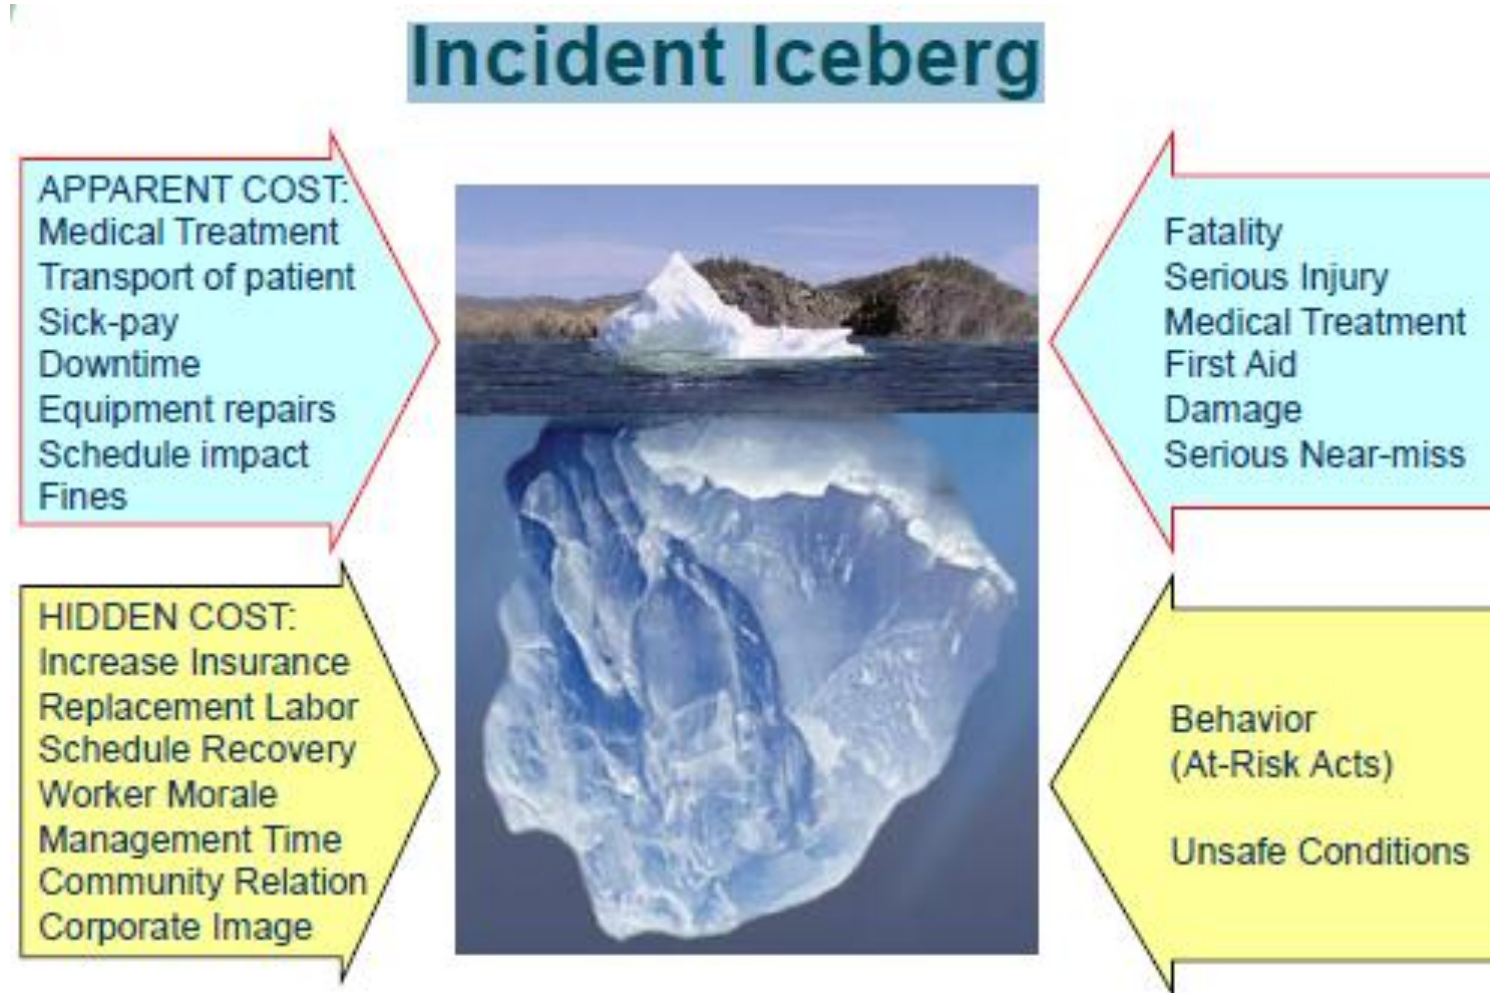 Incident Iceberg
APPARENT COST:
Medical Treatment
Transport of patient
Sick-pay
Downtime
Equipment repairs
Schedule impact
Fines
Fatality
Serious Injury
Medical Treatment
First Aid
Damage
Serious Near-miss
HIDDEN COST:
Increase Insurance
Replacement Labor
Schedule Recovery
Worker Morale
Management Time
Community Relation
Corporate Image
Behavior
(At-Risk Acts)
Unsafe Conditions